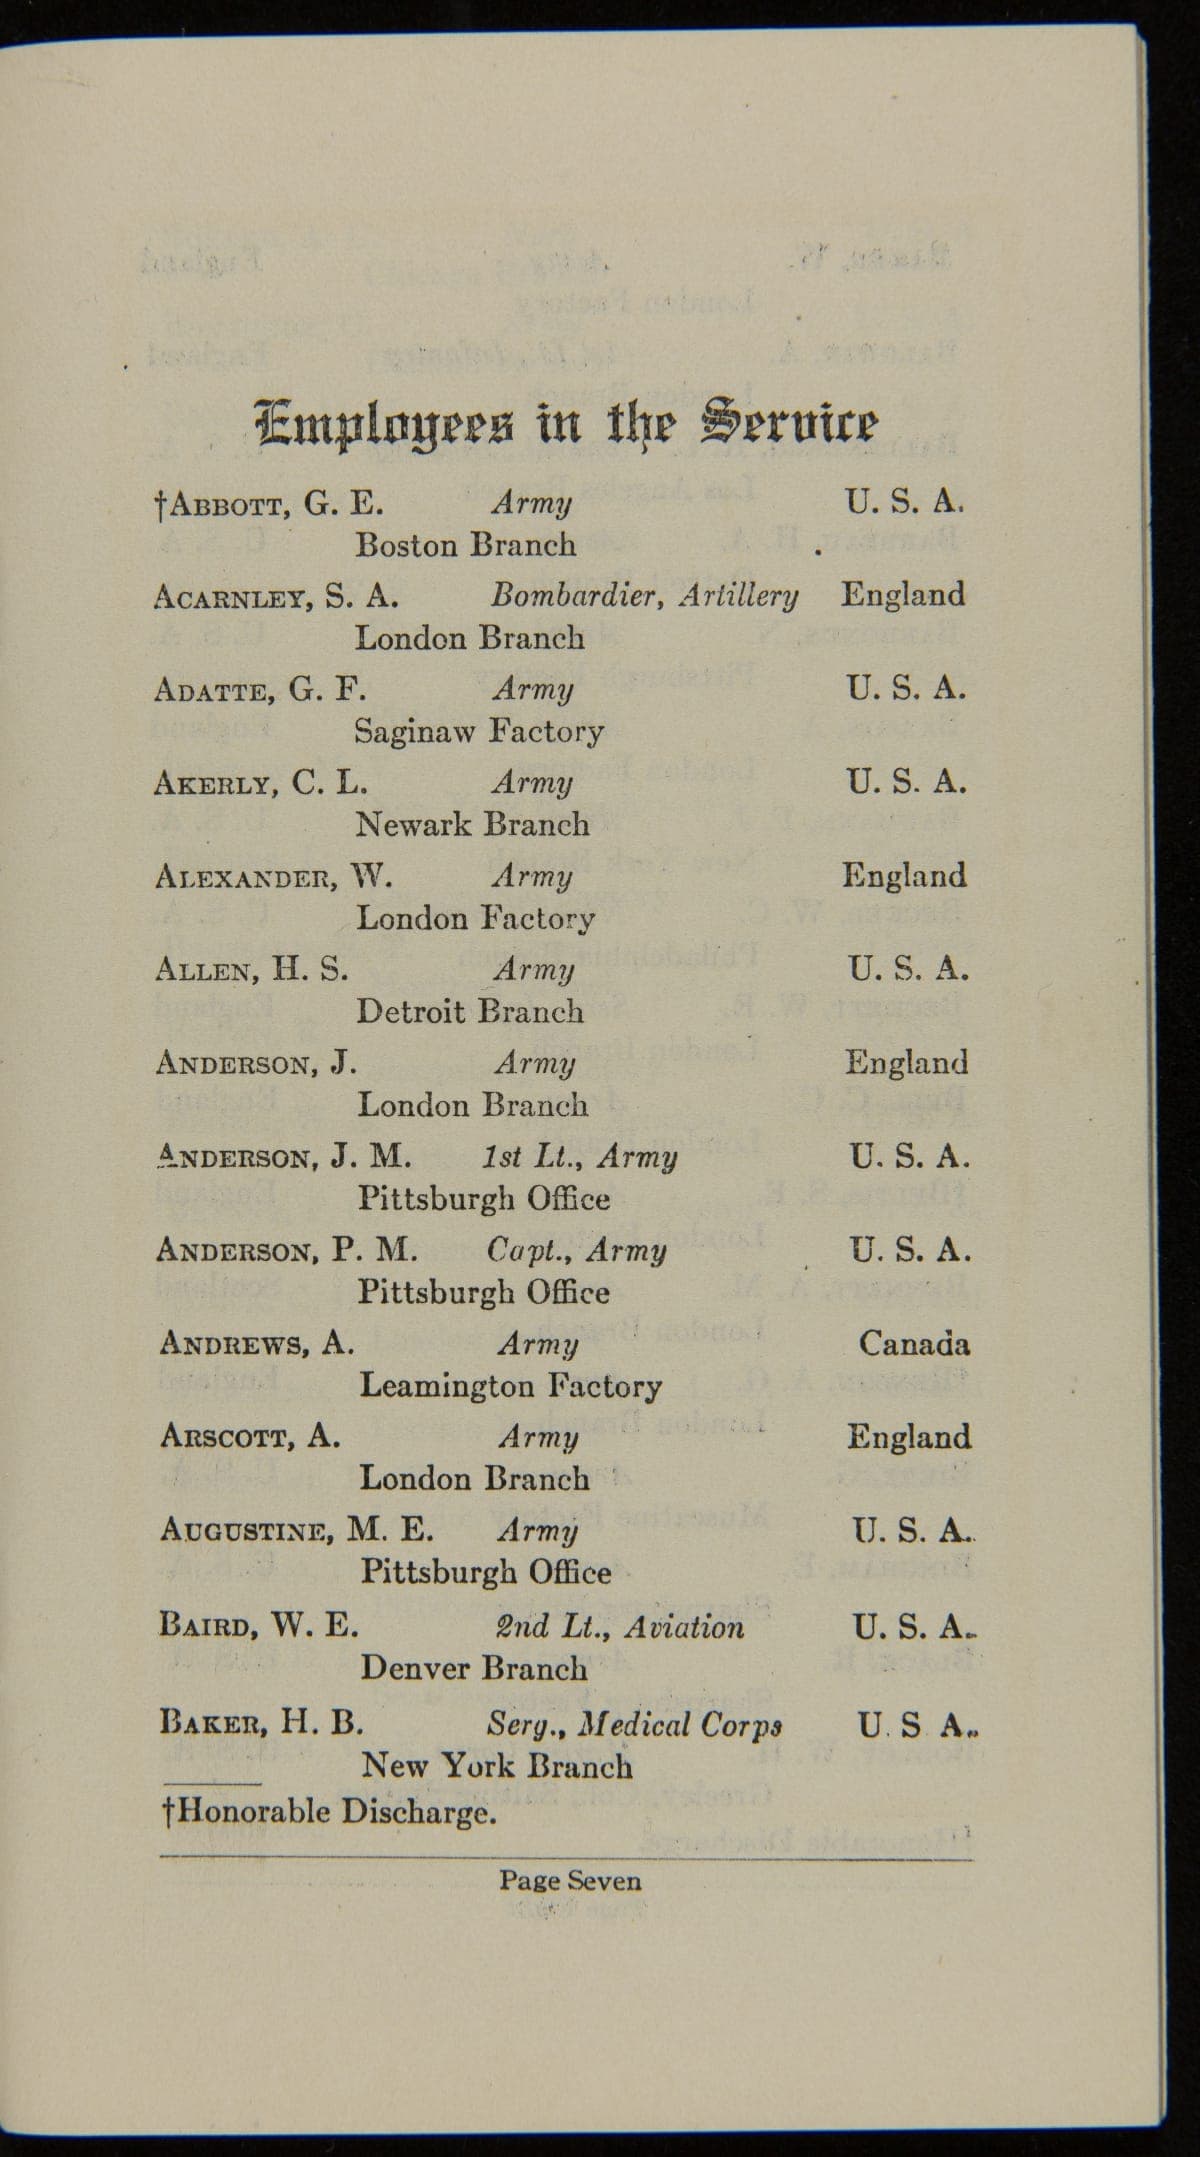 Employees in the Service
†ABBOTT, G. E. Army U. S. A.
Boston Branch
ACARNLEY, S. A. Bombardier, Artillery England
London Branch
ADATTE, G. F. Army U. S. A.
Saginaw Factory
AKERLY, C. L. Army U. S. A.
Newark Branch
ALEXANDER, W. Army England
London Factory
ALLEN, H. S. Army U. S. A.
Detroit Branch
ANDERSON, J. Army England
London Branch
ANDERSON, J. M. 1st Lt., Army U. S. A.
Pittsburgh Office
ANDERSON, P. M. Capt., Army U. S. A.
Pittsburgh Office
ANDREWS, A. Army Canada
Leamington Factory
ARSCOTT, A. Army England
London Branch
AUGUSTINE, M. E. Army U. S. A.
Pittsburgh Office
BAIRD, W. E. 2nd Lt., Aviation U. S. A.
Denver Branch
BAKER, H. B. Serg., Medical Corps U. S A.
New York Branch
†Honorable Discharge.
Page Seven